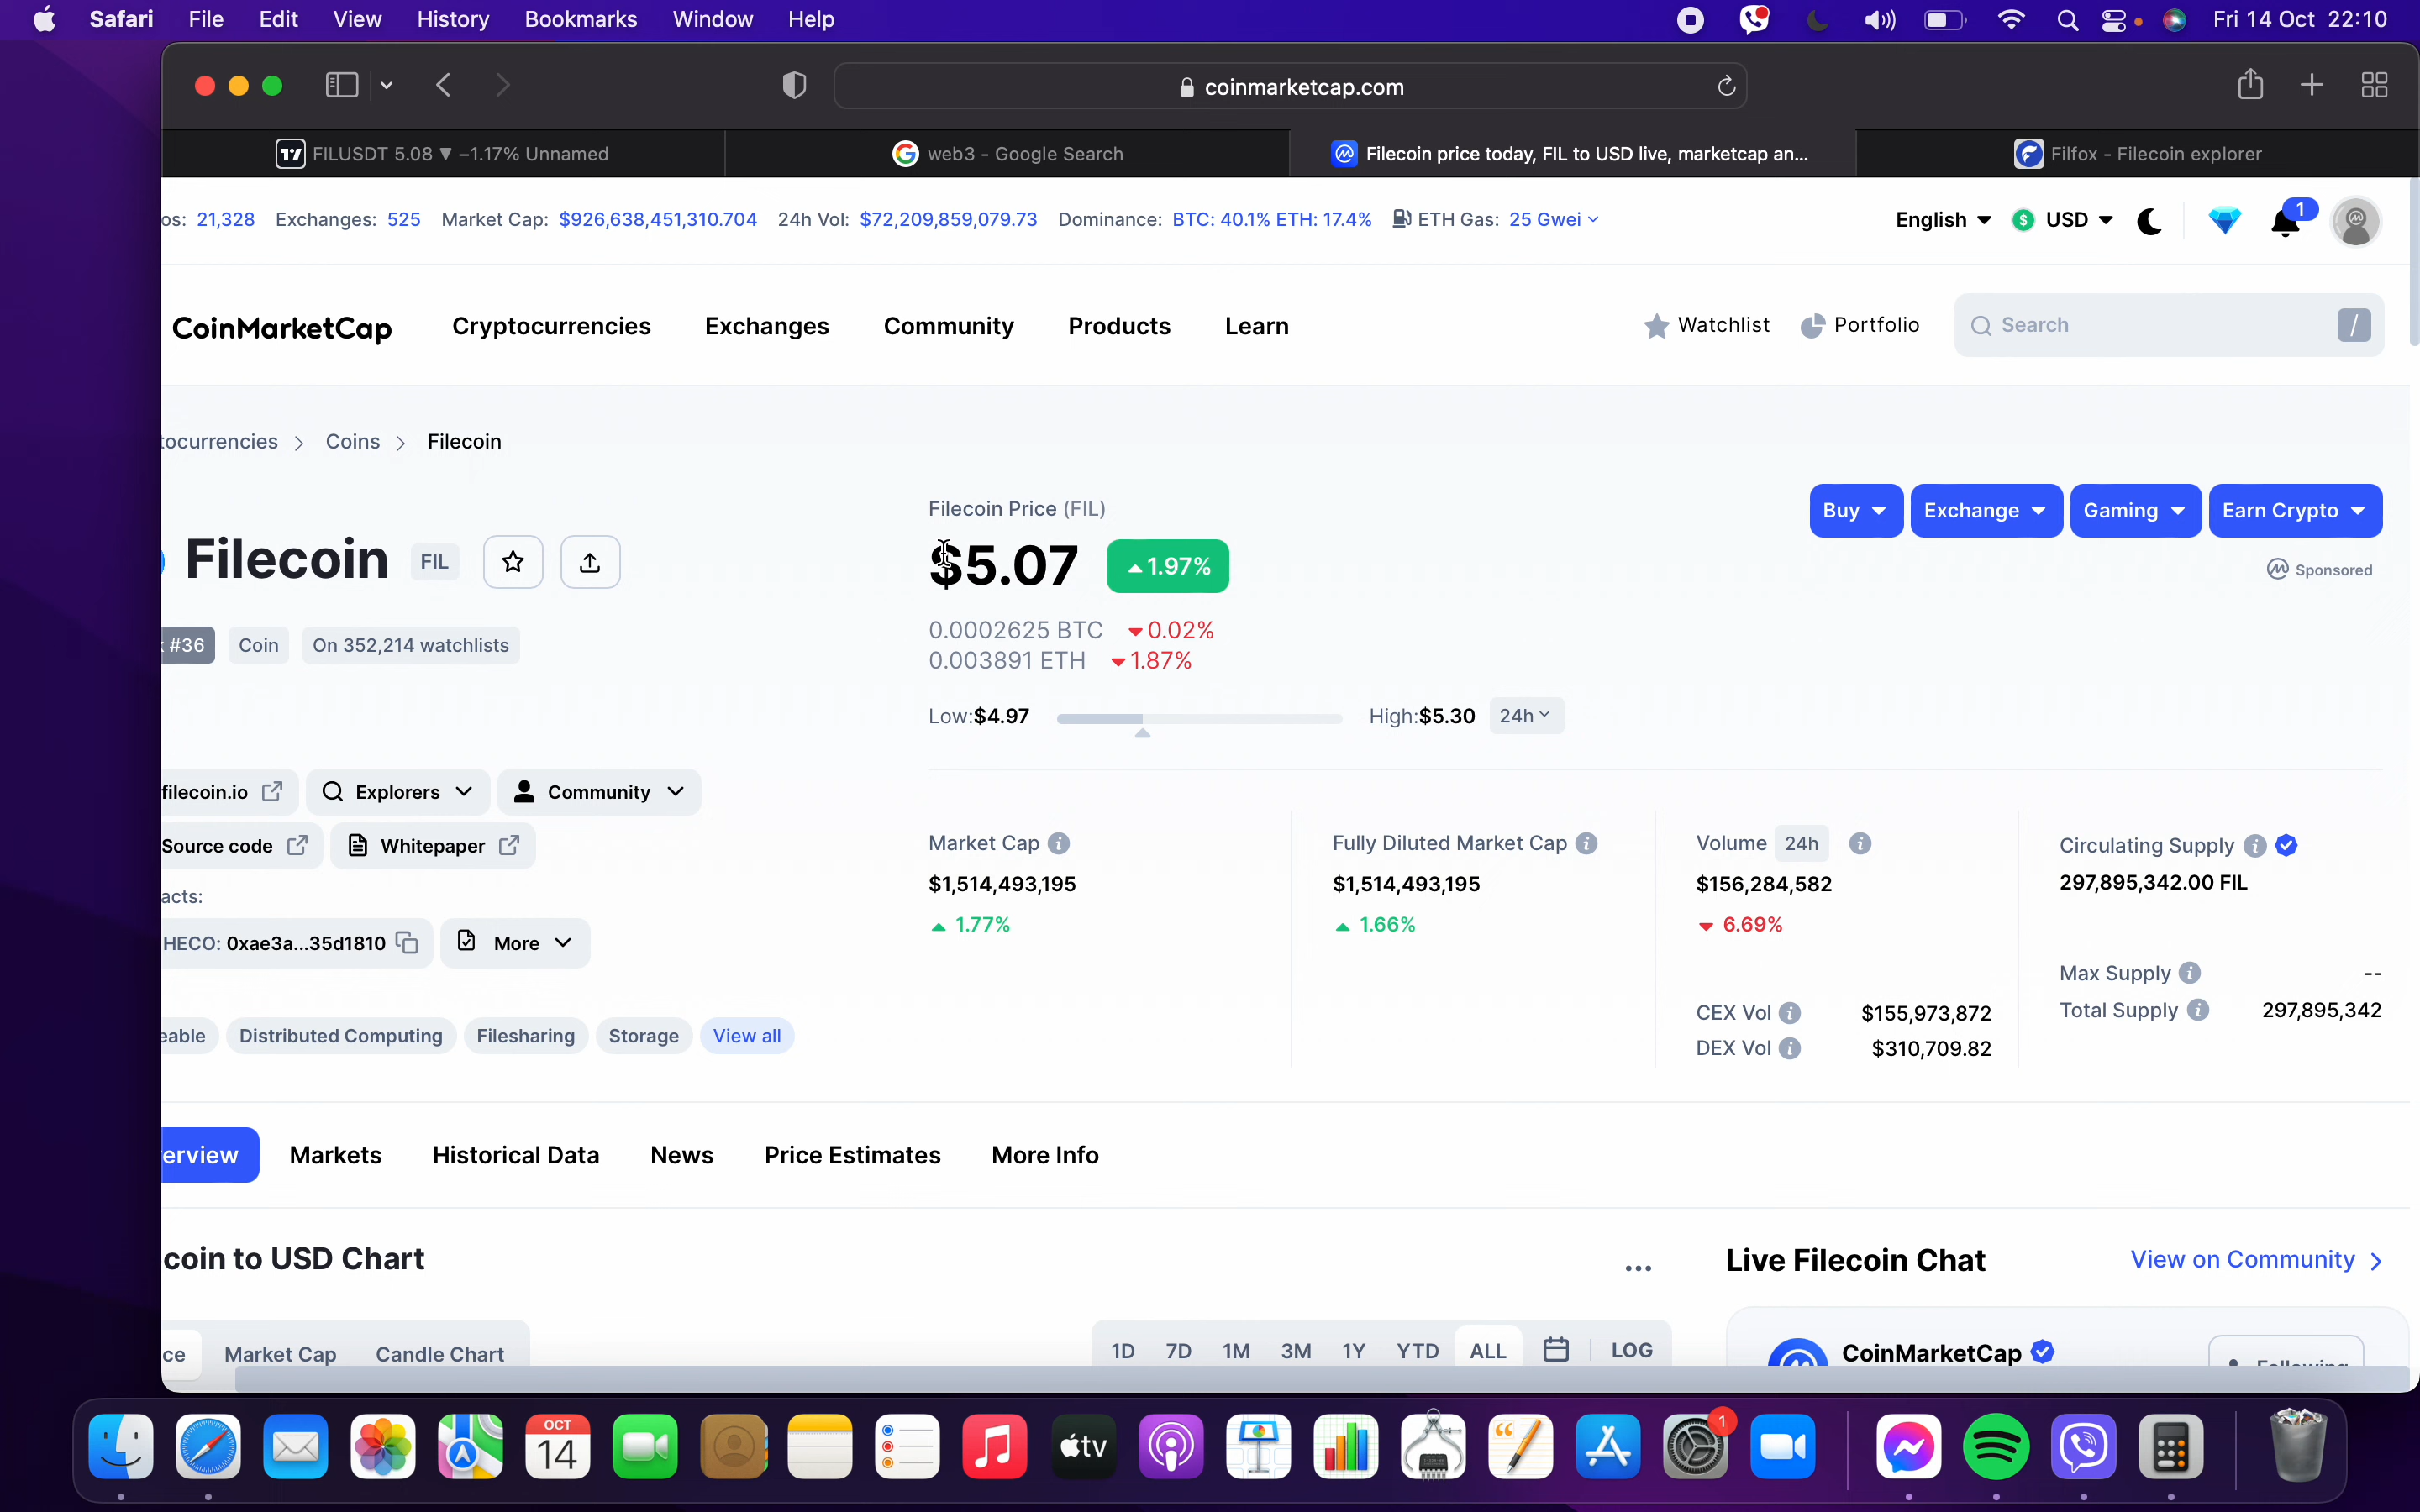 Safari File Edit View History Bookmarks Window Help Fri 14 Oct 22:10
coinmarketcap.com
FILUSDT 5.08 ▼ −1.17% Unnamed
web3 - Google Search
Filecoin price today, FIL to USD live, marketcap an...
Filfox - Filecoin explorer
os: 21,328 Exchanges: 525 Market Cap: $926,638,451,310.704 24h Vol: $72,209,859,079.73 Dominance: BTC: 40.1% ETH: 17.4% ETH Gas: 25 Gwei English USD 1
CoinMarketCap Cryptocurrencies Exchanges Community Products Learn Watchlist Portfolio Search /
tocurrencies > Coins > Filecoin
Filecoin FIL
#36 Coin On 352,214 watchlists
filecoin.io Explorers Community
Source code Whitepaper
acts:
HECO: 0xae3a...35d1810 More
eable Distributed Computing Filesharing Storage View all
Filecoin Price (FIL)
$5.07 1.97%
0.0002625 BTC 0.02%
0.003891 ETH 1.87%
Low:$4.97 High:$5.30 24h
Buy Exchange Gaming Earn Crypto
Sponsored
Market Cap
$1,514,493,195
1.77%
Fully Diluted Market Cap
$1,514,493,195
1.66%
Volume 24h
$156,284,582
6.69%
CEX Vol $155,973,872
DEX Vol $310,709.82
Circulating Supply
297,895,342.00 FIL
Max Supply --
Total Supply 297,895,342
erview Markets Historical Data News Price Estimates More Info
coin to USD Chart
ce Market Cap Candle Chart
1D 7D 1M 3M 1Y YTD ALL LOG
Live Filecoin Chat View on Community >
CoinMarketCap
Following
OCT
14
tv
1